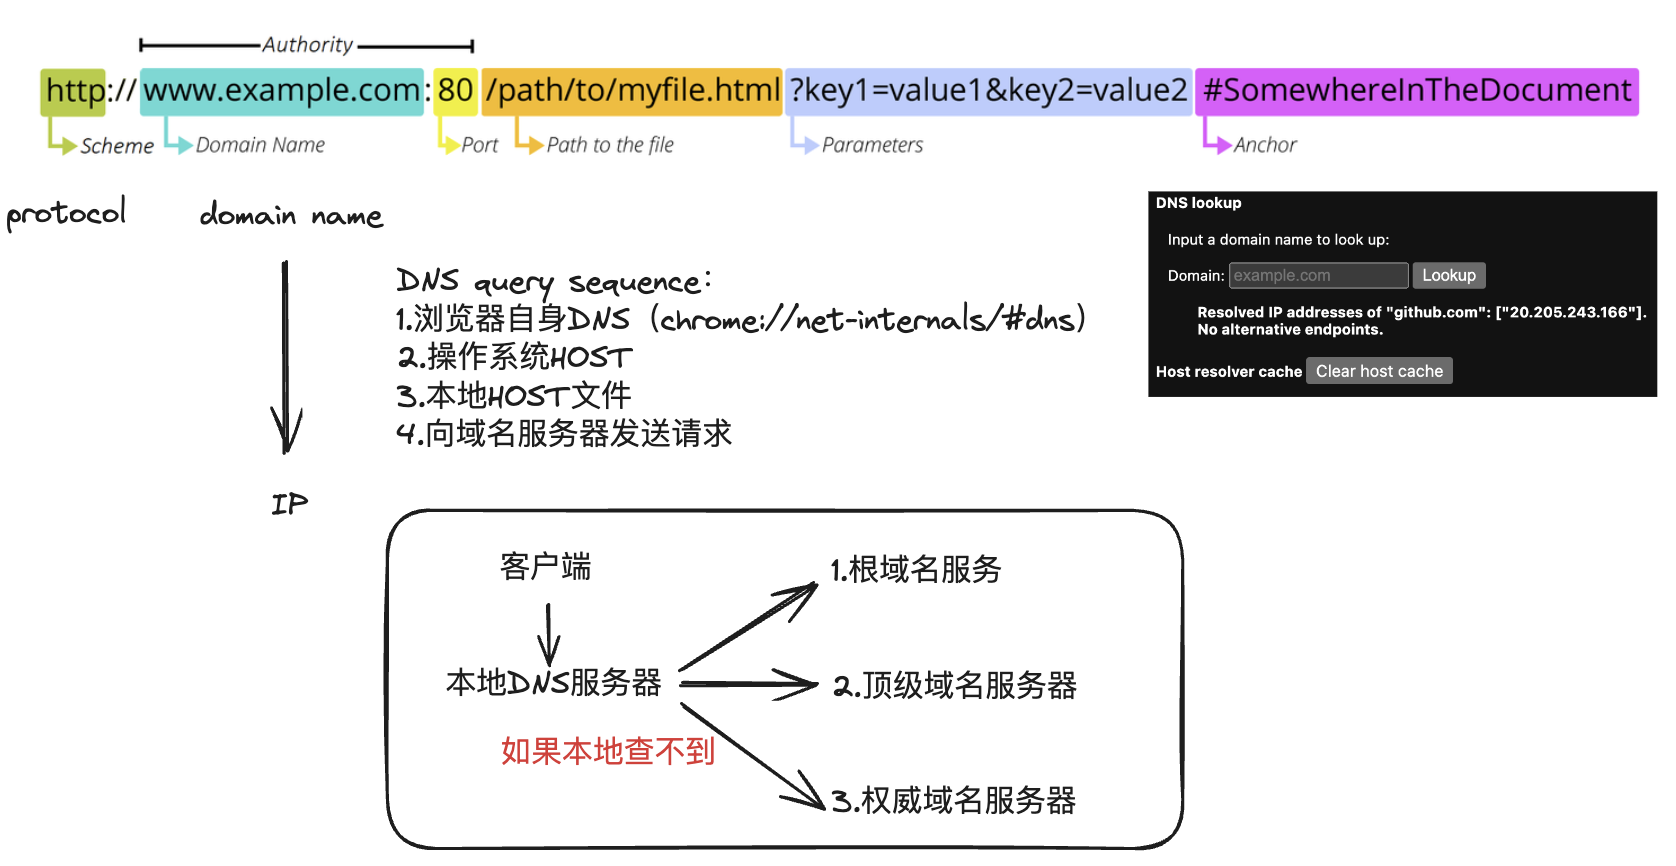 Authority
http://www.example.com:80/path/to/myfile.html?key1=value1&key2=value2#SomewhereInTheDocument
Scheme Domain Name Port Path to the file Parameters Anchor
protocol
domain name
DNS query sequence:
1.浏览器自身DNS（chrome://net-internals/#dns）
2.操作系统HOST
3.本地HOST文件
4.向域名服务器发送请求
IP
DNS lookup
Input a domain name to look up:
Domain: example.com Lookup
Resolved IP addresses of "github.com": ["20.205.243.166"].
No alternative endpoints.
Host resolver cache Clear host cache
客户端
本地DNS服务器
如果本地查不到
1.根域名服务
2.顶级域名服务器
3.权威域名服务器